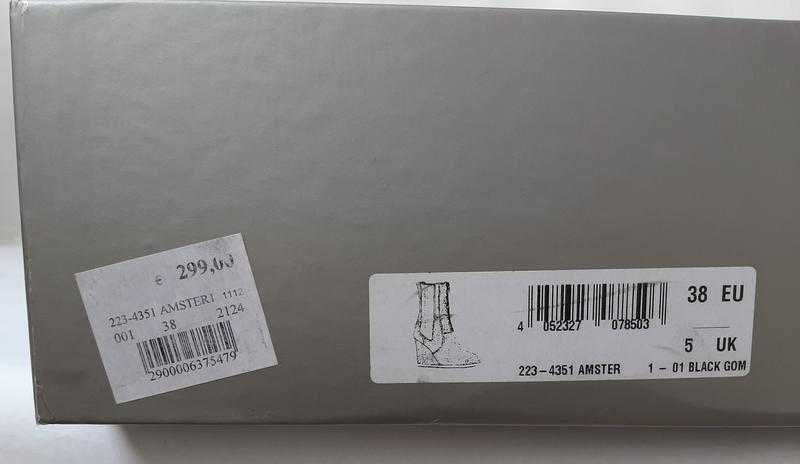 € 299,00
223-4351 AMSTER1 1112
001 38 2124
2900006375479
4 052327 078503
38 EU
5 UK
223-4351 AMSTER 1 - 01 BLACK GOM